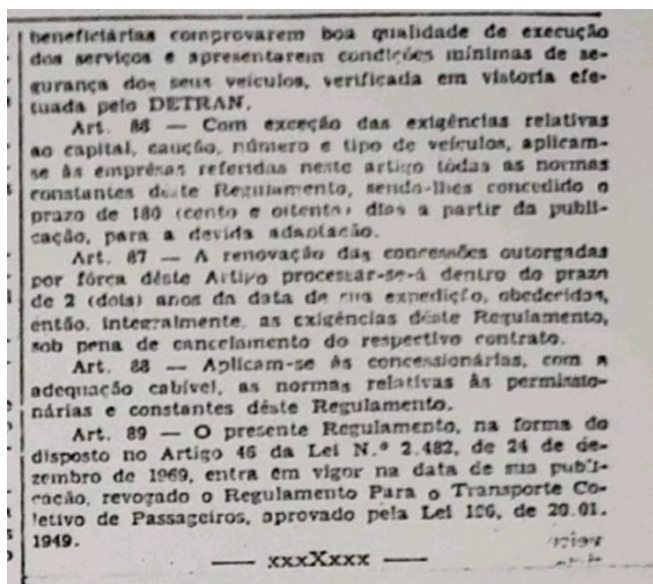 beneficiárias comprovarem boa qualidade de execução
dos serviços e apresentarem condições mínimas de se-
gurança dos seus veículos, verificada em vistoria efe-
tuada pelo DETRAN.
Art. 86 — Com exceção das exigências relativas
ao capital, caução, número e tipo de veículos, aplicam-
se às emprêsas referidas neste artigo tôdas as normas
constantes deste Regulamento, sendo-lhes concedido o
prazo de 180 (cento e oitenta) dias a partir da publi-
cação, para a devida adaptação.
Art. 87 — A renovação das concessões outorgadas
por fôrça dêste Artigo processar-se-á dentro do prazo
de 2 (dois) anos da data de sua expedição, obedecidos,
então, integralmente, as exigências dêste Regulamento,
sob pena de cancelamento do respectivo contrato.
Art. 88 — Aplicam-se às concessionárias, com a
adequação cabível, as normas relativas às permissio-
nárias e constantes dêste Regulamento.
Art. 89 — O presente Regulamento, na forma do
disposto no Artigo 46 da Lei N.º 2.482, de 24 de de-
zembro de 1969, entra em vigor na data de sua publi-
cação, revogado o Regulamento Para o Transporte Co-
letivo de Passageiros, aprovado pela Lei 106, de 20.01.
1949.
—— xxxXxxx ——